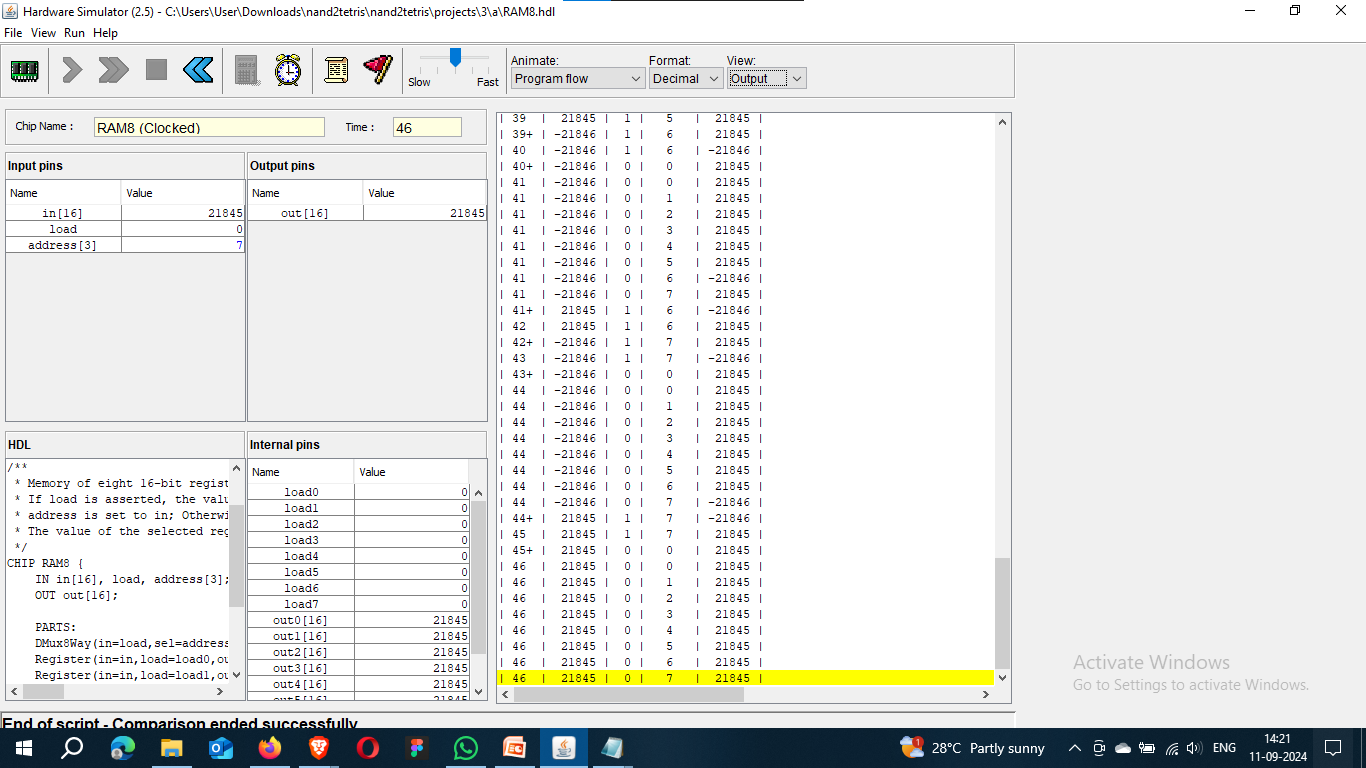 Hardware Simulator (2.5) - C:\Users\User\Downloads\nand2tetris\nand2tetris\projects\3\a\RAM8.hdl
File View Run Help
Slow Fast
Animate: Format: View:
Program flow Decimal Output
Chip Name : RAM8 (Clocked) Time : 46
Input pins
Name Value
in[16] 21845
load 0
address[3] 7
Output pins
Name Value
out[16] 21845
HDL
/**
* Memory of eight 16-bit regist
* If load is asserted, the valu
* address is set to in; Otherwi
* The value of the selected reg
*/
CHIP RAM8 {
IN in[16], load, address[3];
OUT out[16];
PARTS:
DMux8Way(in=load,sel=address
Register(in=in,load=load0,ou
Register(in=in,load=load1,ou
Internal pins
Name Value
load0 0
load1 0
load2 0
load3 0
load4 0
load5 0
load6 0
load7 0
out0[16] 21845
out1[16] 21845
out2[16] 21845
out3[16] 21845
out4[16] 21845
out5[16] 21845
| 39 | 21845 | 1 | 5 | 21845 |
| 39+ | -21846 | 1 | 6 | 21845 |
| 40 | -21846 | 1 | 6 | -21846 |
| 40+ | -21846 | 0 | 0 | 21845 |
| 41 | -21846 | 0 | 0 | 21845 |
| 41 | -21846 | 0 | 1 | 21845 |
| 41 | -21846 | 0 | 2 | 21845 |
| 41 | -21846 | 0 | 3 | 21845 |
| 41 | -21846 | 0 | 4 | 21845 |
| 41 | -21846 | 0 | 5 | 21845 |
| 41 | -21846 | 0 | 6 | -21846 |
| 41 | -21846 | 0 | 7 | 21845 |
| 41+ | 21845 | 1 | 6 | -21846 |
| 42 | 21845 | 1 | 6 | 21845 |
| 42+ | -21846 | 1 | 7 | 21845 |
| 43 | -21846 | 1 | 7 | -21846 |
| 43+ | -21846 | 0 | 0 | 21845 |
| 44 | -21846 | 0 | 0 | 21845 |
| 44 | -21846 | 0 | 1 | 21845 |
| 44 | -21846 | 0 | 2 | 21845 |
| 44 | -21846 | 0 | 3 | 21845 |
| 44 | -21846 | 0 | 4 | 21845 |
| 44 | -21846 | 0 | 5 | 21845 |
| 44 | -21846 | 0 | 6 | 21845 |
| 44 | -21846 | 0 | 7 | -21846 |
| 44+ | 21845 | 1 | 7 | -21846 |
| 45 | 21845 | 1 | 7 | 21845 |
| 45+ | 21845 | 0 | 0 | 21845 |
| 46 | 21845 | 0 | 0 | 21845 |
| 46 | 21845 | 0 | 1 | 21845 |
| 46 | 21845 | 0 | 2 | 21845 |
| 46 | 21845 | 0 | 3 | 21845 |
| 46 | 21845 | 0 | 4 | 21845 |
| 46 | 21845 | 0 | 5 | 21845 |
| 46 | 21845 | 0 | 6 | 21845 |
| 46 | 21845 | 0 | 7 | 21845 |
Activate Windows
Go to Settings to activate Windows.
End of script - Comparison ended successfully
1 28°C Partly sunny ENG 14:21
11-09-2024